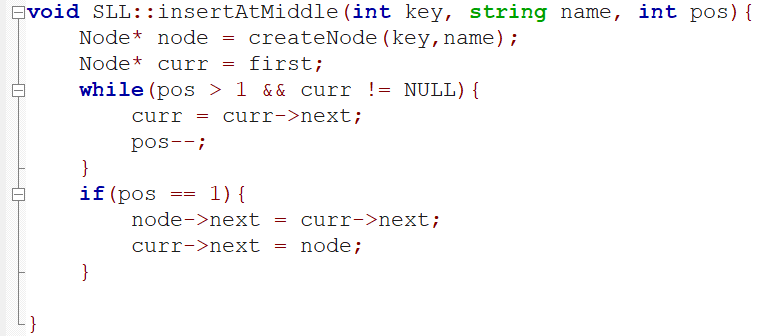 void SLL::insertAtMiddle(int key, string name, int pos){
    Node* node = createNode(key,name);
    Node* curr = first;
    while(pos > 1 && curr != NULL){
        curr = curr->next;
        pos--;
    }
    if(pos == 1){
        node->next = curr->next;
        curr->next = node;
    }

}